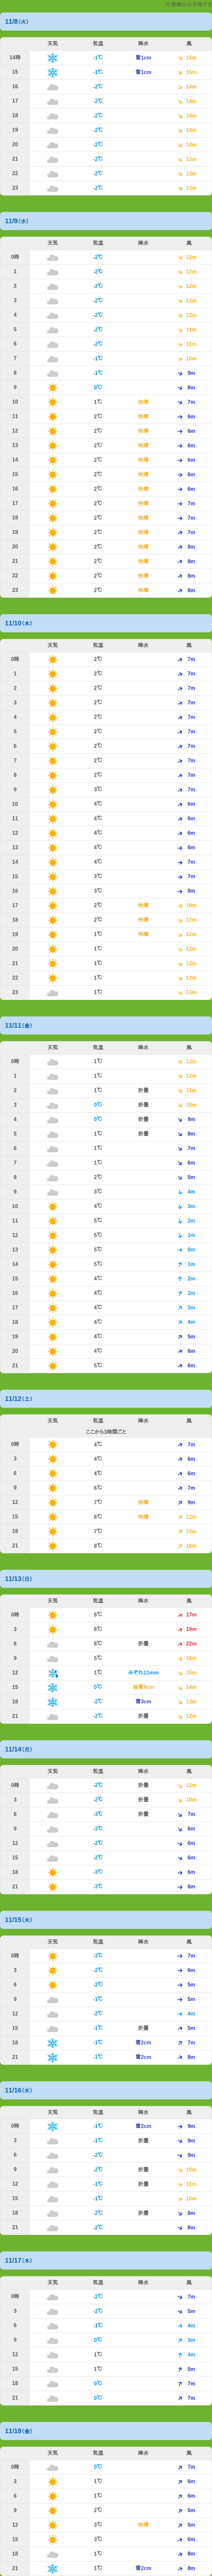 11/8(火)
天気 気温 降水 風
14時 -1℃ 雪1cm 15m
15 -1℃ 雪1cm 15m
16 -2℃ 14m
17 -2℃ 14m
18 -2℃ 14m
19 -2℃ 14m
20 -2℃ 14m
21 -2℃ 13m
22 -2℃ 13m
23 -2℃ 13m
11/9(水)
天気 気温 降水 風
0時 -2℃ 12m
1 -2℃ 12m
2 -2℃ 12m
3 -2℃ 12m
4 -2℃ 12m
5 -2℃ 11m
6 -2℃ 11m
7 -1℃ 10m
8 -1℃ 9m
9 0℃ 8m
10 1℃ 快晴 7m
11 2℃ 快晴 6m
12 2℃ 快晴 6m
13 2℃ 快晴 6m
14 2℃ 快晴 6m
15 2℃ 快晴 6m
16 2℃ 快晴 6m
17 2℃ 快晴 7m
18 2℃ 快晴 7m
19 2℃ 快晴 7m
20 2℃ 快晴 8m
21 2℃ 快晴 8m
22 2℃ 快晴 8m
23 2℃ 快晴 8m
11/10(木)
天気 気温 降水 風
0時 2℃ 7m
1 2℃ 7m
2 2℃ 7m
3 2℃ 7m
4 2℃ 7m
5 2℃ 7m
6 2℃ 7m
7 2℃ 7m
8 2℃ 7m
9 3℃ 7m
10 4℃ 6m
11 4℃ 6m
12 4℃ 6m
13 4℃ 6m
14 4℃ 7m
15 3℃ 7m
16 3℃ 8m
17 2℃ 快晴 10m
18 2℃ 快晴 12m
19 1℃ 快晴 12m
20 1℃ 12m
21 1℃ 12m
22 1℃ 12m
23 1℃ 13m
11/11(金)
天気 気温 降水 風
0時 1℃ 13m
1 1℃ 12m
2 1℃ 折曇 11m
3 0℃ 折曇 10m
4 0℃ 折曇 9m
5 1℃ 折曇 8m
6 1℃ 7m
7 1℃ 6m
8 2℃ 5m
9 3℃ 4m
10 4℃ 3m
11 5℃ 2m
12 5℃ 1m
13 5℃ 0m
14 5℃ 1m
15 4℃ 2m
16 4℃ 2m
17 4℃ 3m
18 4℃ 4m
19 4℃ 5m
20 4℃ 6m
21 5℃ 6m
11/12(土)
天気 気温 降水 風
ここから3時間ごと
0時 4℃ 7m
3 4℃ 6m
6 4℃ 6m
9 6℃ 7m
12 7℃ 快晴 9m
15 8℃ 快晴 12m
18 7℃ 15m
21 8℃ 16m
11/13(日)
天気 気温 降水 風
0時 8℃ 17m
3 8℃ 19m
6 8℃ 折曇 22m
9 5℃ 16m
12 1℃ みぞれ11mm 15m
15 0℃ 14m
18 -2℃ 雪3cm 13m
21 -2℃ 折曇 12m
11/14(月)
天気 気温 降水 風
0時 -2℃ 折曇 12m
3 -2℃ 折曇 10m
6 -3℃ 折曇 7m
9 -3℃ 6m
12 -2℃ 6m
15 -2℃ 6m
18 -3℃ 6m
21 -3℃ 6m
11/15(火)
天気 気温 降水 風
0時 -3℃ 7m
3 -2℃ 6m
6 -2℃ 5m
9 -1℃ 5m
12 -2℃ 4m
15 -1℃ 折曇 5m
18 -1℃ 雪2cm 7m
21 -1℃ 雪2cm 8m
11/16(水)
天気 気温 降水 風
0時 -1℃ 雪2cm 9m
3 -1℃ 折曇 9m
6 -2℃ 9m
9 -2℃ 折曇 10m
12 -1℃ 折曇 11m
15 -1℃ 10m
18 -2℃ 折曇 8m
21 -2℃ 8m
11/17(木)
天気 気温 降水 風
0時 -2℃ 7m
3 -2℃ 5m
6 -1℃ 4m
9 0℃ 3m
12 1℃ 4m
15 1℃ 5m
18 0℃ 7m
21 0℃ 7m
11/18(金)
天気 気温 降水 風
0時 0℃ 7m
3 1℃ 6m
6 1℃ 6m
9 2℃ 5m
12 3℃ 快晴 5m
15 3℃ 6m
18 1℃ 8m
21 1℃ 雪2cm 8m